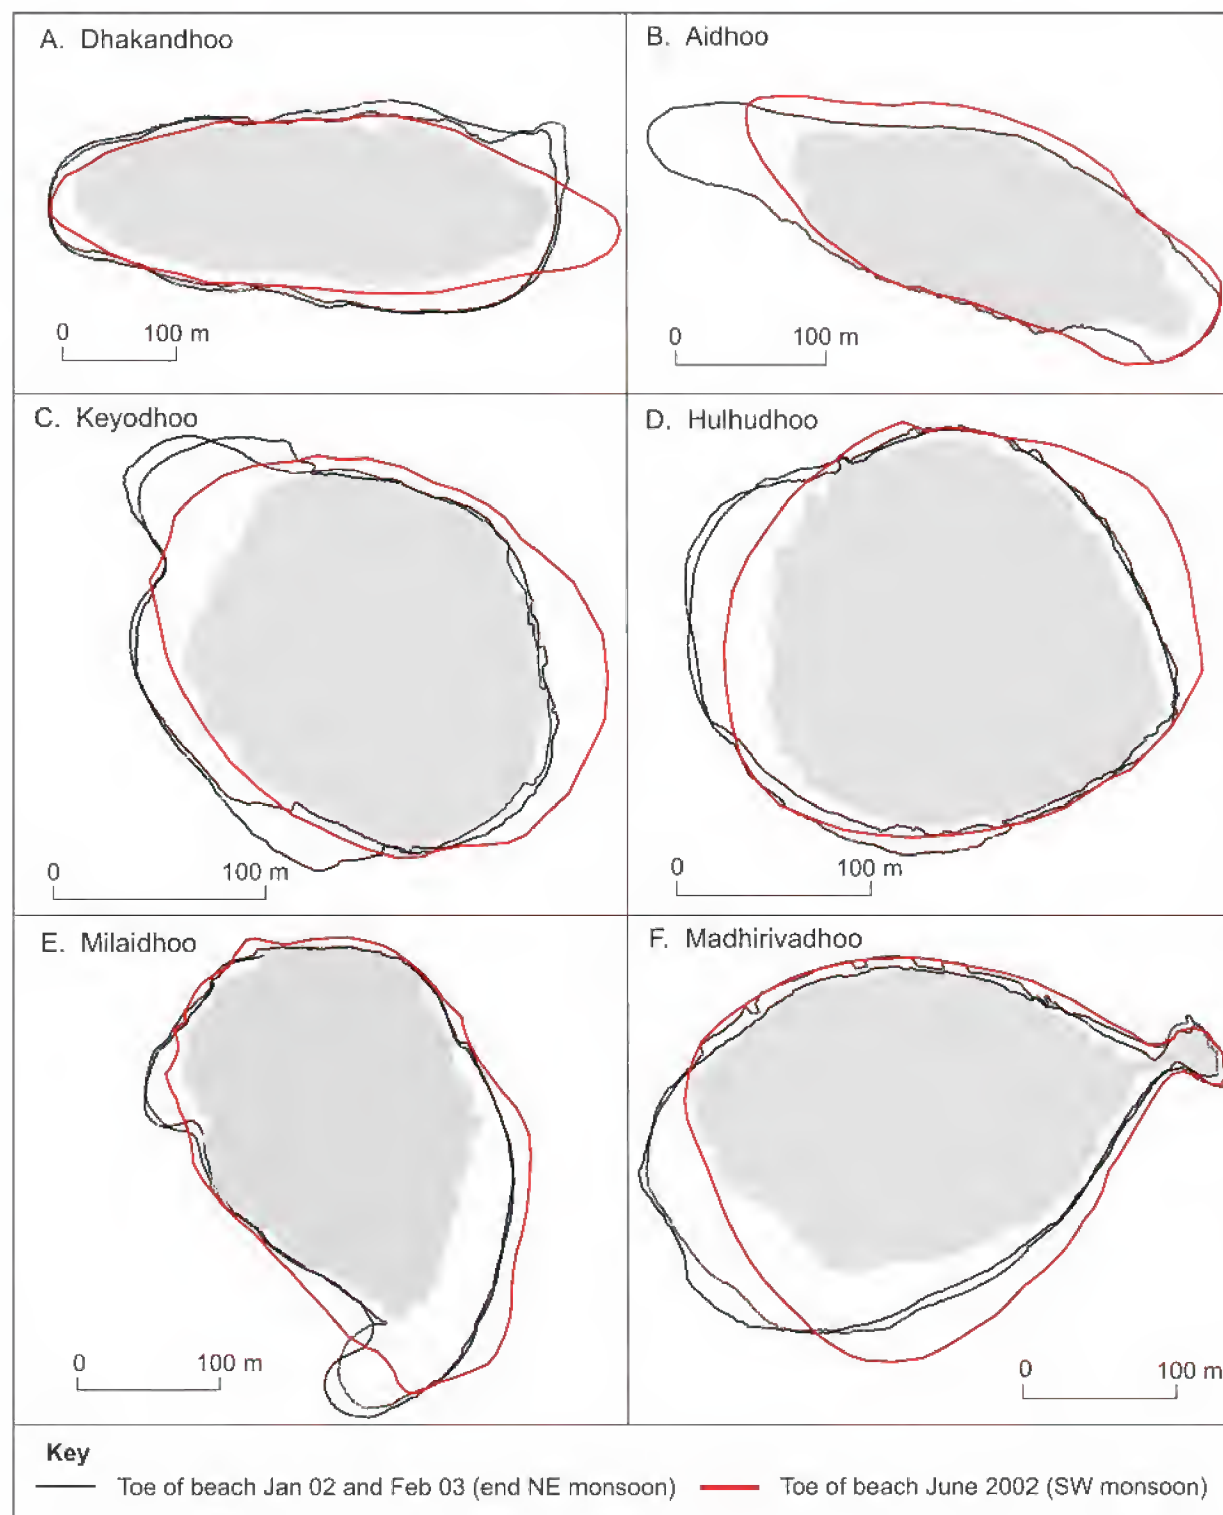 A. Dhakandhoo
B. Aidhoo
0 100 m
0 100 m
C. Keyodhoo
D. Hulhudhoo
0 100 m
0 100 m
E. Milaidhoo
F. Madhirivadhoo
0 100 m
0 100 m
Key
Toe of beach Jan 02 and Feb 03 (end NE monsoon)
Toe of beach June 2002 (SW monsoon)